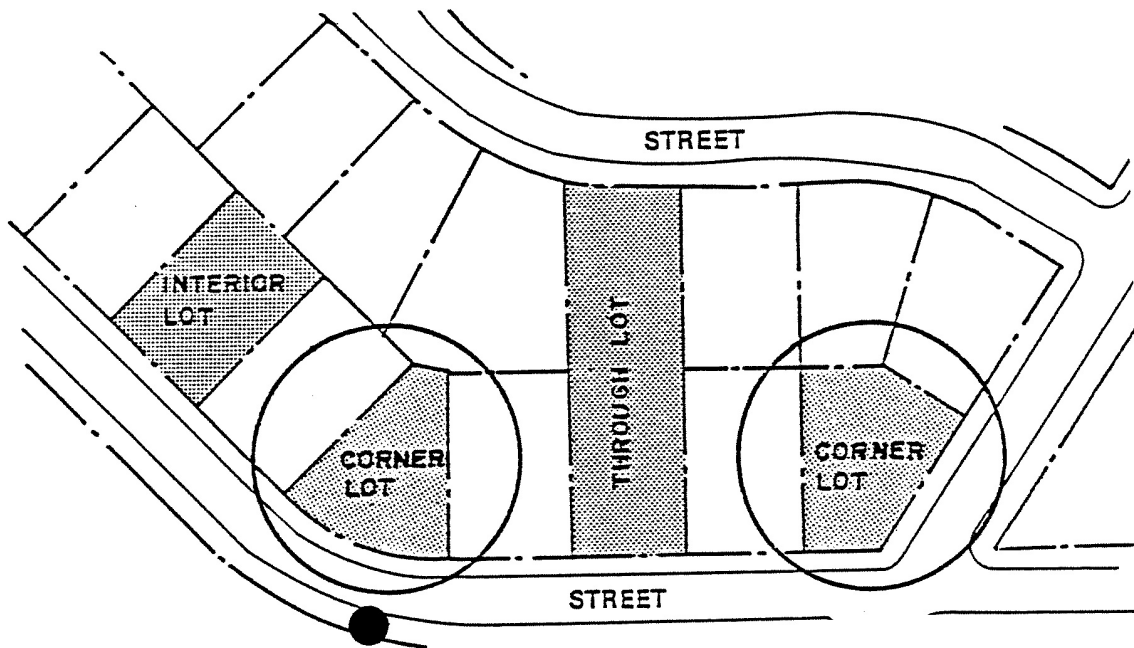 STREET
INTERIOR
LOT
THROUGH LOT
CORNER
LOT
CORNER
LOT
STREET